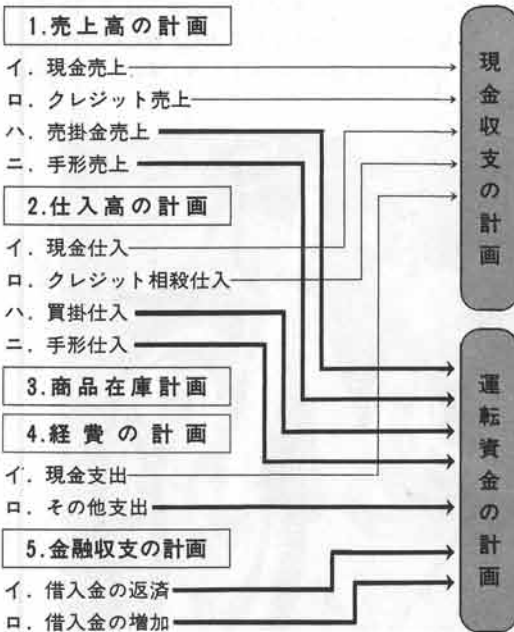 1.売上高の計画
イ．現金売上
ロ．クレジット売上
ハ．売掛金売上
ニ．手形売上
2.仕入高の計画
イ．現金仕入
ロ．クレジット相殺仕入
ハ．買掛仕入
ニ．手形仕入
3.商品在庫計画
4.経費の計画
イ．現金支出
ロ．その他支出
5.金融収支の計画
イ．借入金の返済
ロ．借入金の増加
現金収支の計画
運転資金の計画